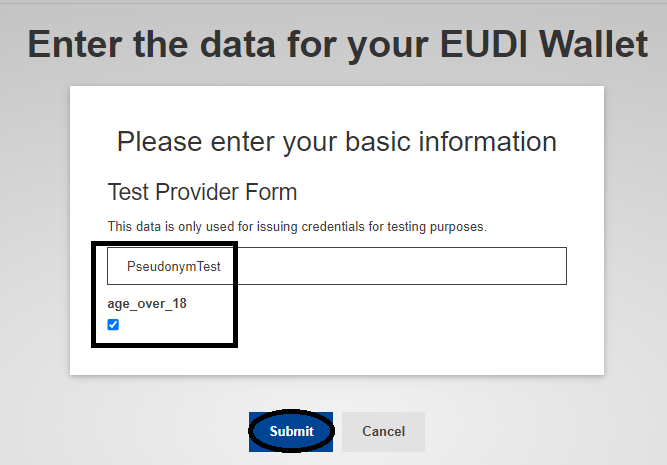 Enter the data for your EUDI Wallet
Please enter your basic information
Test Provider Form
This data is only used for issuing credentials for testing purposes.
PseudonymTest
age_over_18
Submit
Cancel